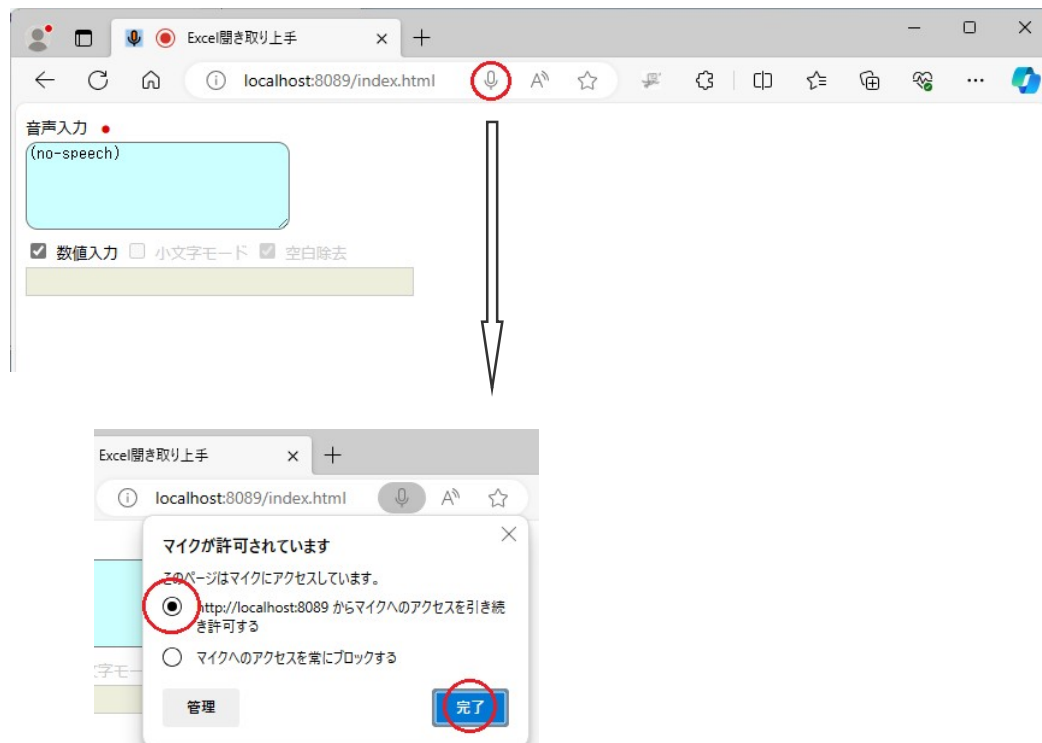 Excel聞き取り上手
localhost:8089/index.html
音声入力
(no-speech)
数値入力 小文字モード 空白除去
Excel聞き取り上手
localhost:8089/index.html
マイクが許可されています
このページはマイクにアクセスしています。
http://localhost:8089 からマイクへのアクセスを引き続
き許可する
マイクへのアクセスを常にブロックする
字モー
管理 完了